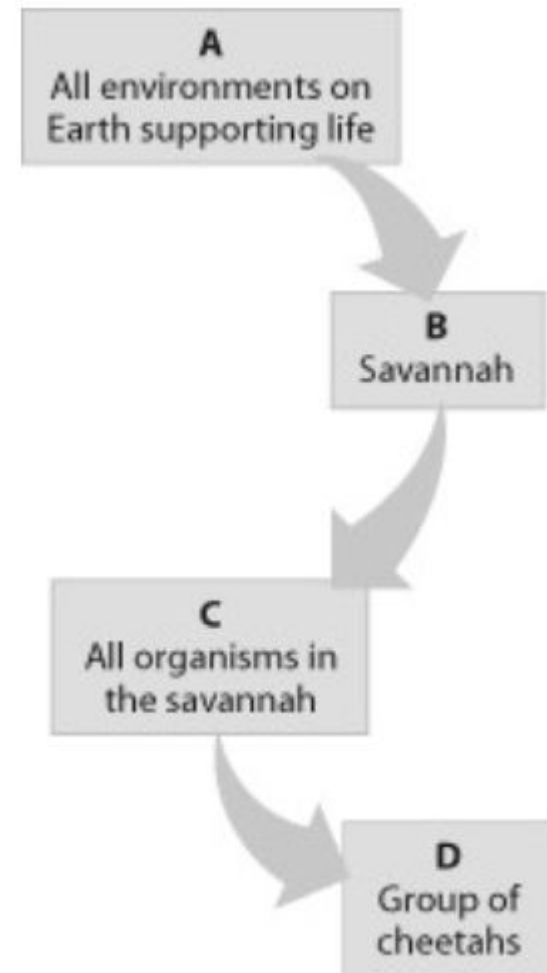 A
All environments on
Earth supporting life
B
Savannah
C
All organisms in
the savannah
D
Group of
cheetahs